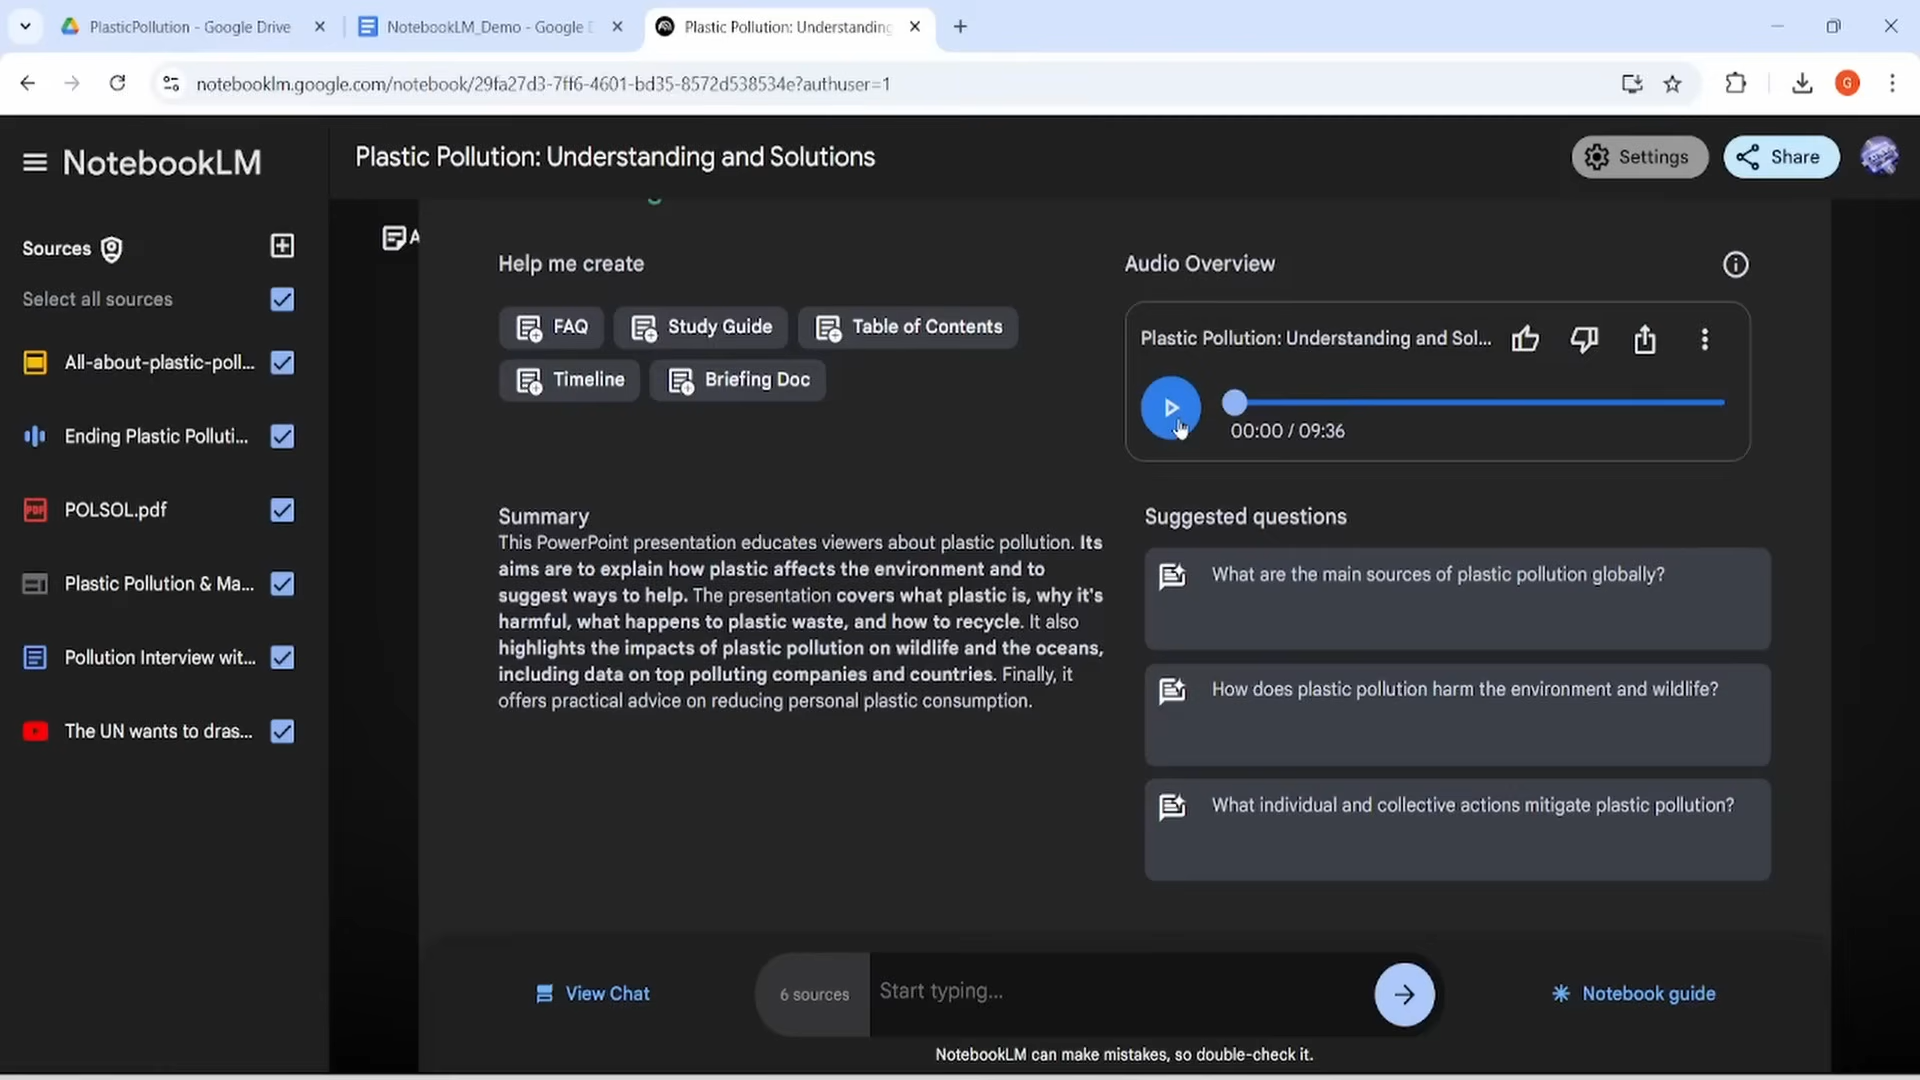 PlasticPollution - Google Drive
NotebookLM_Demo - Google
Plastic Pollution: Understanding
notebooklm.google.com/notebook/29fa27d3-7ff6-4601-bd35-8572d538534e?authuser=1
G
NotebookLM
Plastic Pollution: Understanding and Solutions
Settings
Share
Sources
Select all sources
All-about-plastic-poll...
Ending Plastic Polluti...
PDF
POLSOL.pdf
Plastic Pollution & Ma...
Pollution Interview wit...
The UN wants to dras...
A
Help me create
FAQ
Study Guide
Table of Contents
Timeline
Briefing Doc
Audio Overview
Plastic Pollution: Understanding and Sol...
00:00 / 09:36
Summary
This PowerPoint presentation educates viewers about plastic pollution. Its
aims are to explain how plastic affects the environment and to
suggest ways to help. The presentation covers what plastic is, why it's
harmful, what happens to plastic waste, and how to recycle. It also
highlights the impacts of plastic pollution on wildlife and the oceans,
including data on top polluting companies and countries. Finally, it
offers practical advice on reducing personal plastic consumption.
Suggested questions
What are the main sources of plastic pollution globally?
How does plastic pollution harm the environment and wildlife?
What individual and collective actions mitigate plastic pollution?
View Chat
6 sources
Start typing...
Notebook guide
NotebookLM can make mistakes, so double-check it.